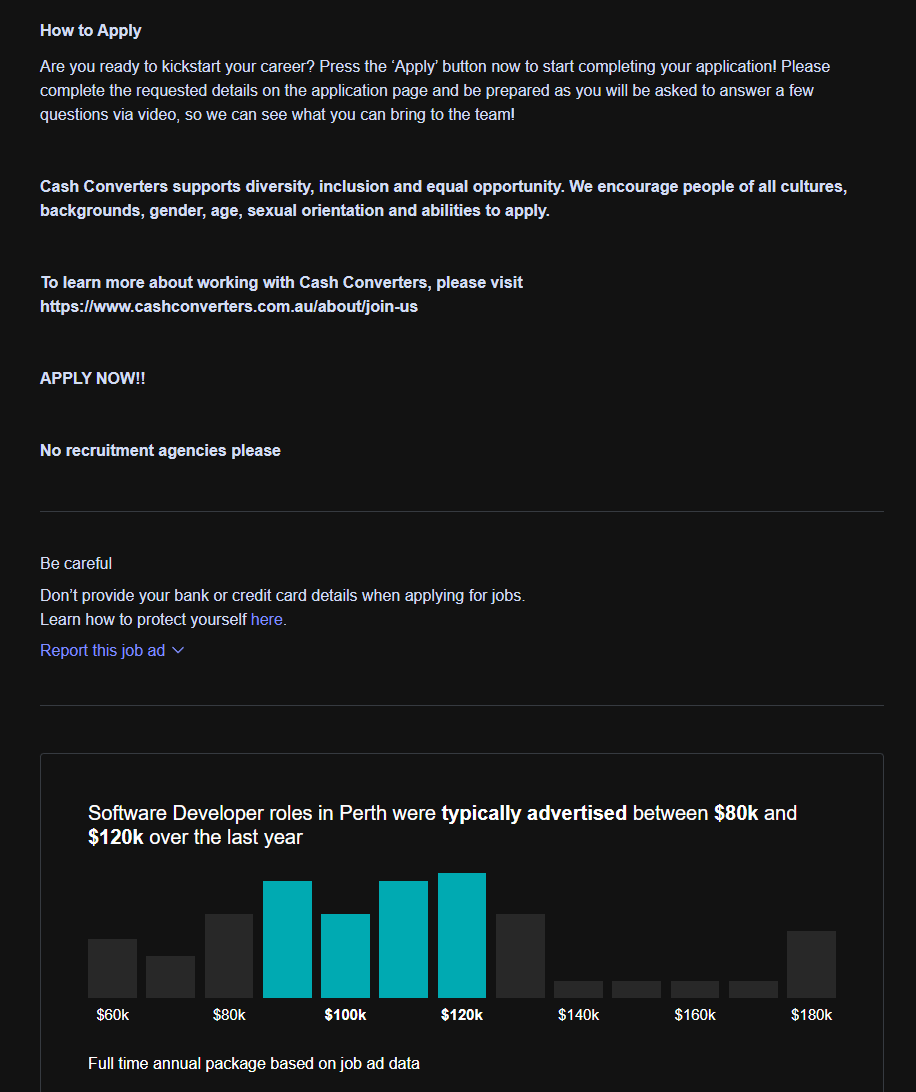 How to Apply
Are you ready to kickstart your career? Press the ‘Apply’ button now to start completing your application! Please
complete the requested details on the application page and be prepared as you will be asked to answer a few
questions via video, so we can see what you can bring to the team!
Cash Converters supports diversity, inclusion and equal opportunity. We encourage people of all cultures,
backgrounds, gender, age, sexual orientation and abilities to apply.
To learn more about working with Cash Converters, please visit
https://www.cashconverters.com.au/about/join-us
APPLY NOW!!
No recruitment agencies please
Be careful
Don’t provide your bank or credit card details when applying for jobs.
Learn how to protect yourself here.
Report this job ad
Software Developer roles in Perth were typically advertised between $80k and
$120k over the last year
$60k $80k $100k $120k $140k $160k $180k
Full time annual package based on job ad data